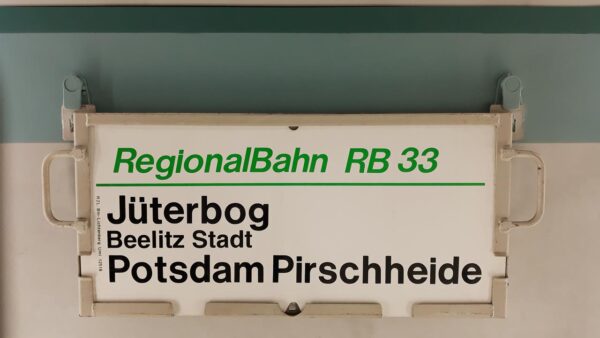 RegionalBahn RB 33
Jüterbog
Beelitz Stadt
Potsdam Pirschheide